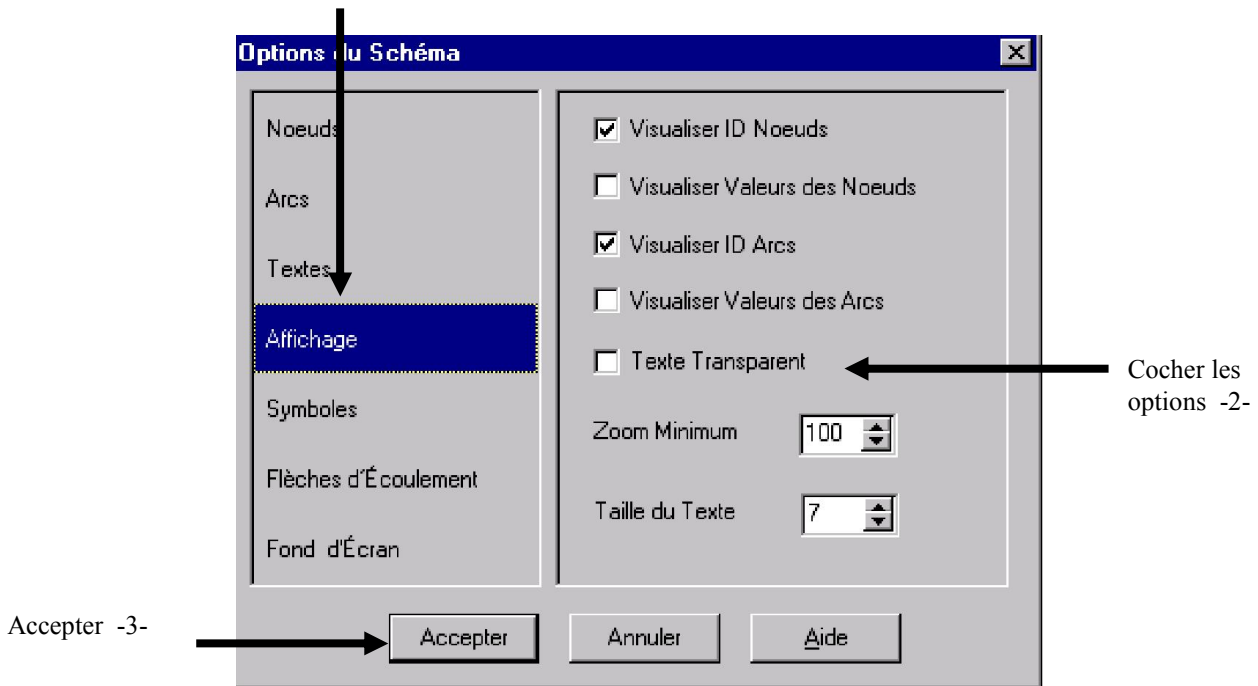 Options du Schéma
Noeuds
Arcs
Textes
Affichage
Symboles
Flèches d'Écoulement
Fond d'Écran
Visualiser ID Noeuds
Visualiser Valeurs des Noeuds
Visualiser ID Arcs
Visualiser Valeurs des Arcs
Texte Transparent
Zoom Minimum 100
Taille du Texte 7
Cocher les
options -2-
Accepter -3-
Accepter Annuler Aide